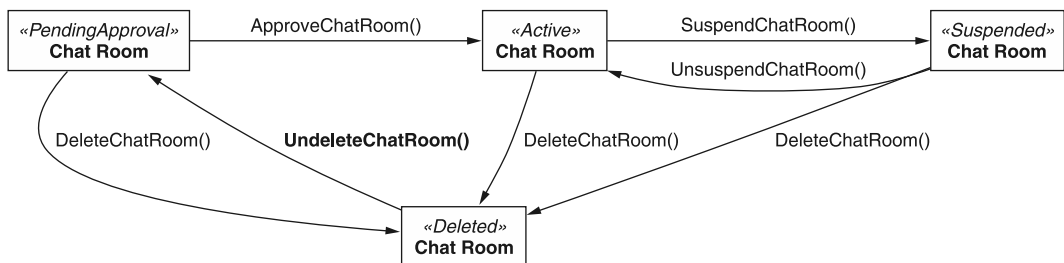 «PendingApproval»
Chat Room
ApproveChatRoom()
«Active»
Chat Room
SuspendChatRoom()
«Suspended»
Chat Room
UnsuspendChatRoom()
DeleteChatRoom()
UndeleteChatRoom()
DeleteChatRoom()
DeleteChatRoom()
«Deleted»
Chat Room